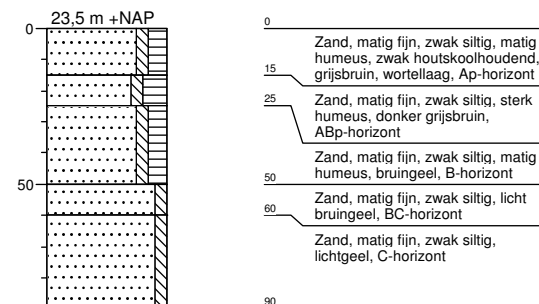 23,5 m +NAP
0
50
0
Zand, matig fijn, zwak siltig, matig
humeus, zwak houtskoolhoudend,
grijsbruin, wortellaag, Ap-horizont
15
Zand, matig fijn, zwak siltig, sterk
humeus, donker grijsbruin,
ABp-horizont
25
Zand, matig fijn, zwak siltig, matig
humeus, bruingeel, B-horizont
50
Zand, matig fijn, zwak siltig, licht
bruingeel, BC-horizont
60
Zand, matig fijn, zwak siltig,
lichtgeel, C-horizont
90